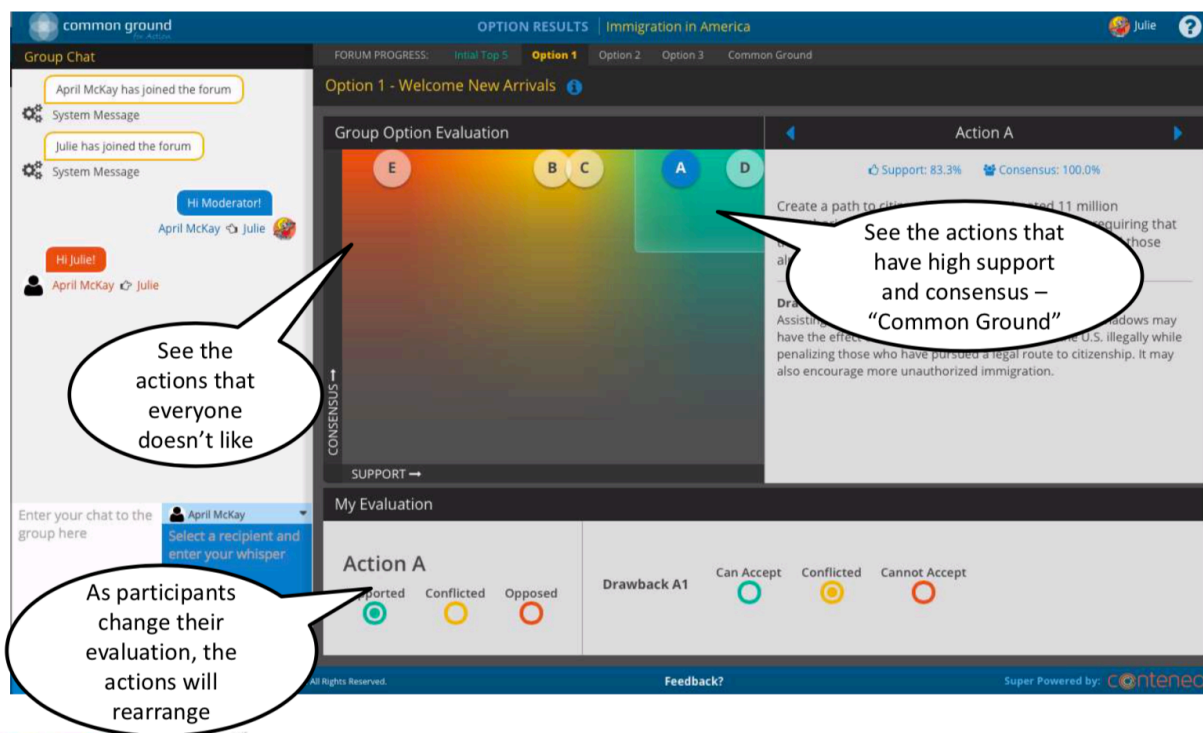 common ground
for Action
OPTION RESULTS | Immigration in America
Julie
?
Group Chat
FORUM PROGRESS: Intial Top 5 Option 1 Option 2 Option 3 Common Ground
April McKay has joined the forum
System Message
Julie has joined the forum
System Message
Hi Moderator!
April McKay Julie
Hi Julie!
April McKay Julie
Option 1 - Welcome New Arrivals
Group Option Evaluation
E B C A D
CONSENSUS →
SUPPORT →
Action A
Support: 83.3% Consensus: 100.0%
Create a path to 11 million
requiring that
those
Assisting may
have the effect U.S. illegally while
penalizing those who have pursued a legal route to citizenship. It may
also encourage more unauthorized immigration.
See the actions that
have high support
and consensus –
“Common Ground”
See the
actions that
everyone
doesn’t like
Enter your chat to the
group here
April McKay
Select a recipient and
enter your whisper
My Evaluation
Action A
Conflicted Opposed
Drawback A1
Can Accept Conflicted Cannot Accept
As participants
change their
evaluation, the
actions will
rearrange
All Rights Reserved.
Feedback?
Super Powered by: conteneo